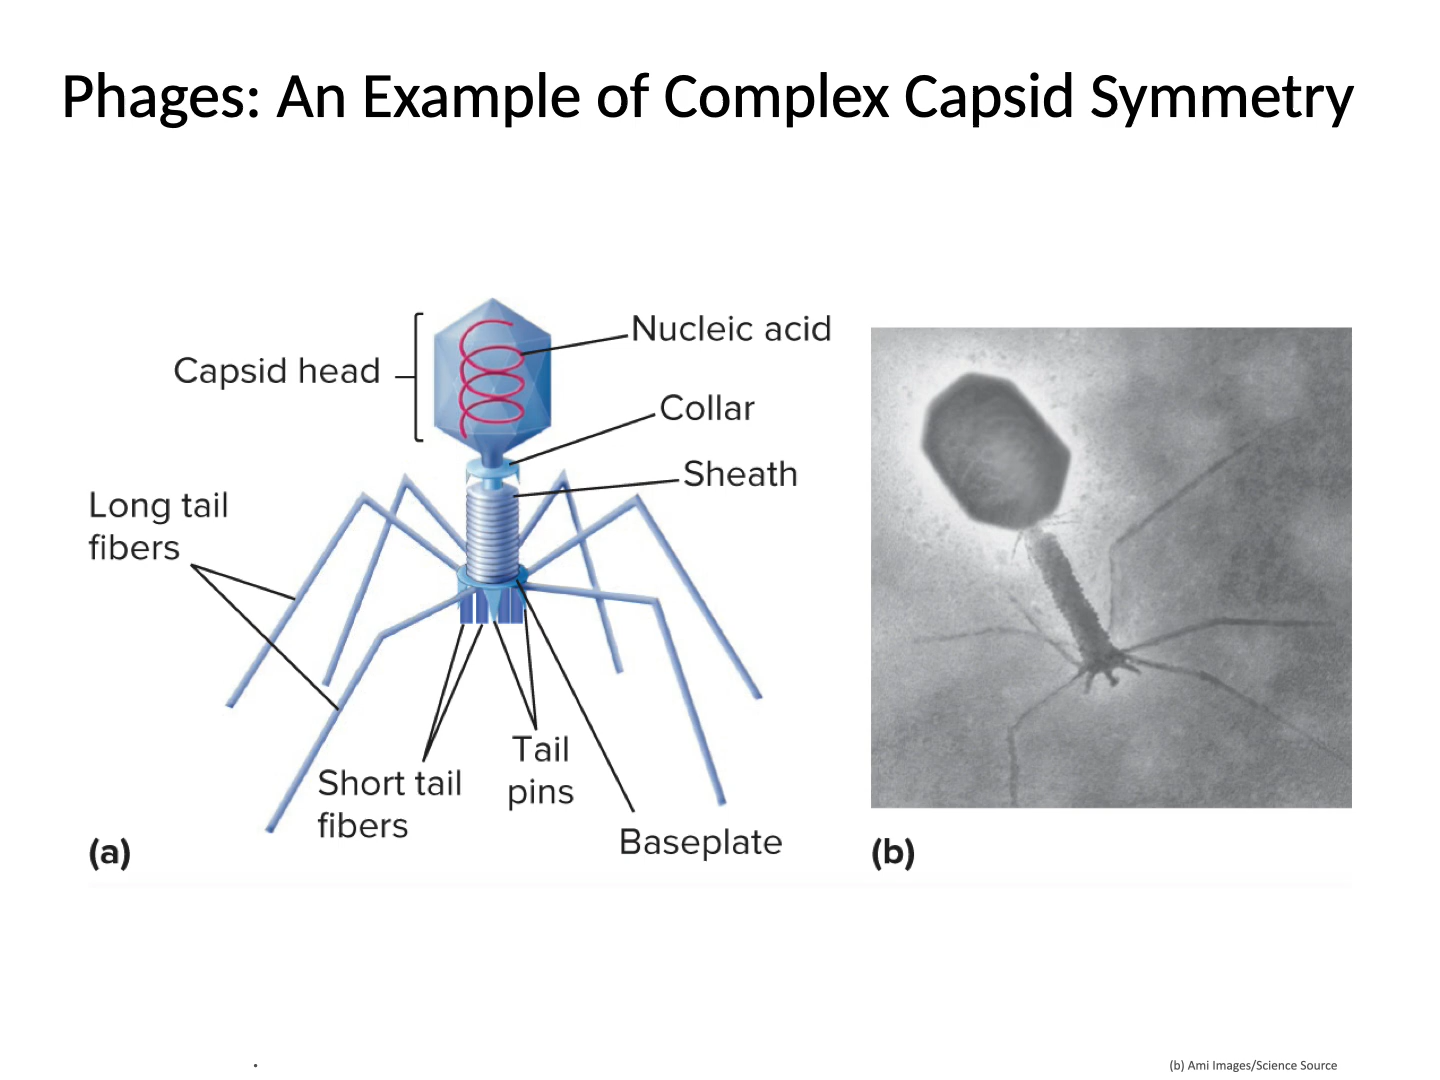 Phages: An Example of Complex Capsid Symmetry
Nucleic acid
Capsid head
Collar
Sheath
Long tail
fibers
Tail
pins
Short tail
fibers
Baseplate
(a)
(b)
.
(b) Ami Images/Science Source